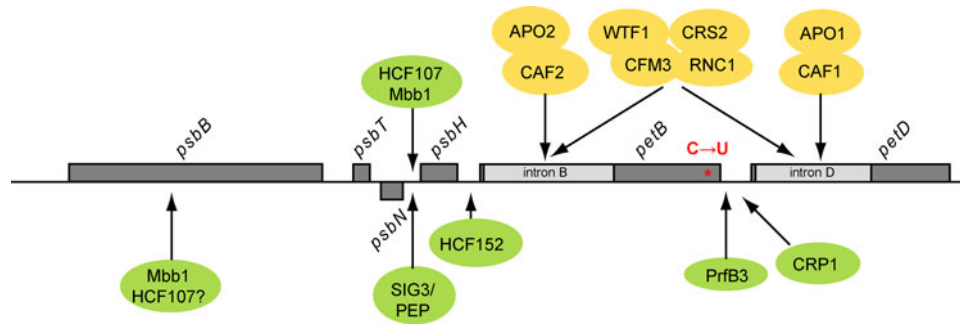 APO2
WTF1
CRS2
APO1
CAF2
CFM3
RNC1
CAF1
HCF107
Mbb1
psbB
psbT
psbH
petB
C→U
petD
intron B
*
intron D
psbN
HCF152
Mbb1
HCF107?
SIG3/
PEP
PrfB3
CRP1